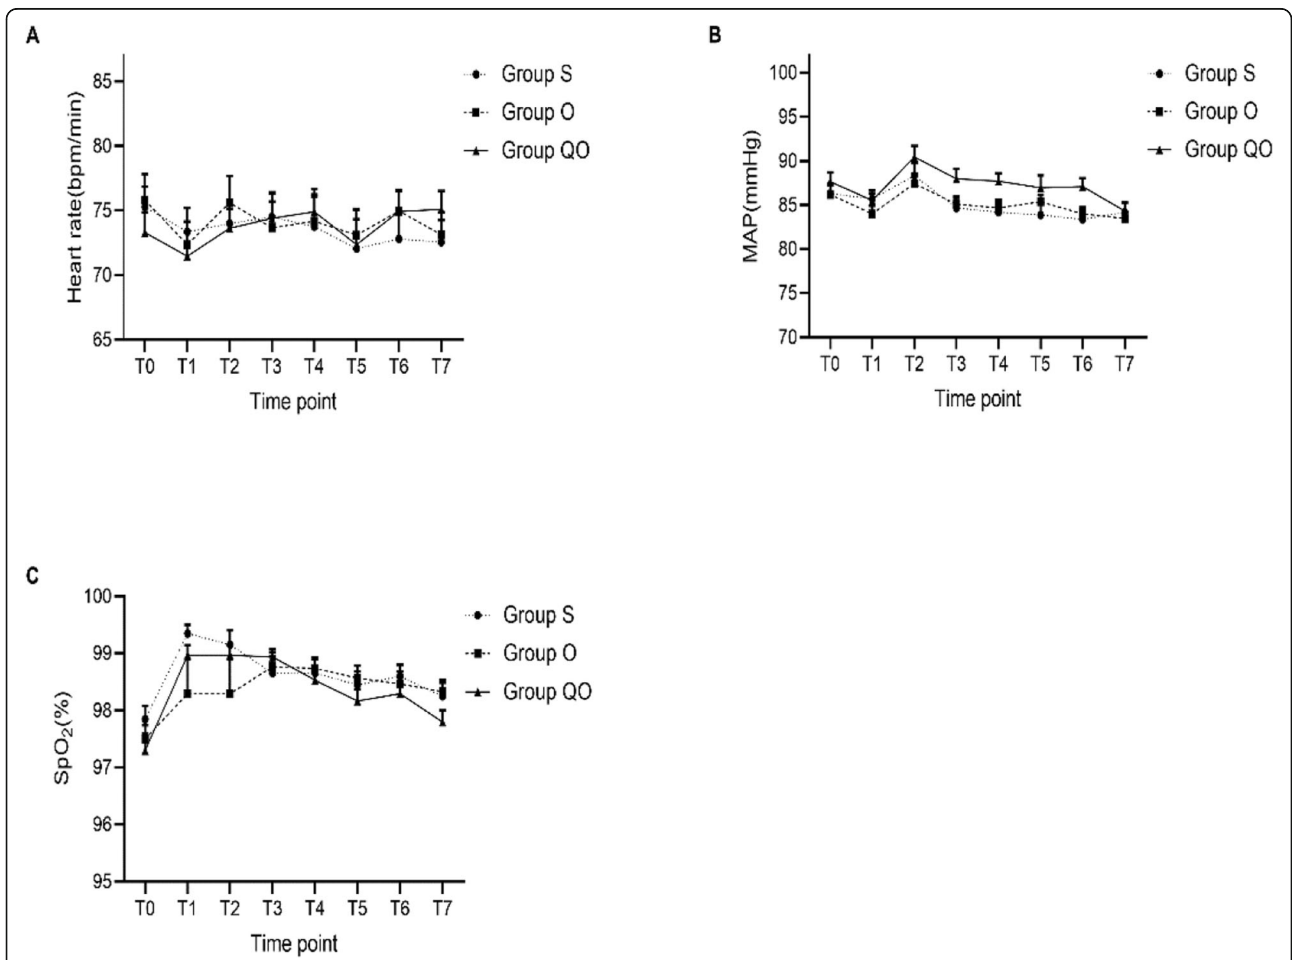 A
Heart rate(bpm/min)
85
80
75
70
65
T0 T1 T2 T3 T4 T5 T6 T7
Time point
Group S
Group O
Group QO
B
MAP(mmHg)
100
95
90
85
80
75
70
T0 T1 T2 T3 T4 T5 T6 T7
Time point
Group S
Group O
Group QO
C
SpO₂(%)
100
99
98
97
96
95
T0 T1 T2 T3 T4 T5 T6 T7
Time point
Group S
Group O
Group QO